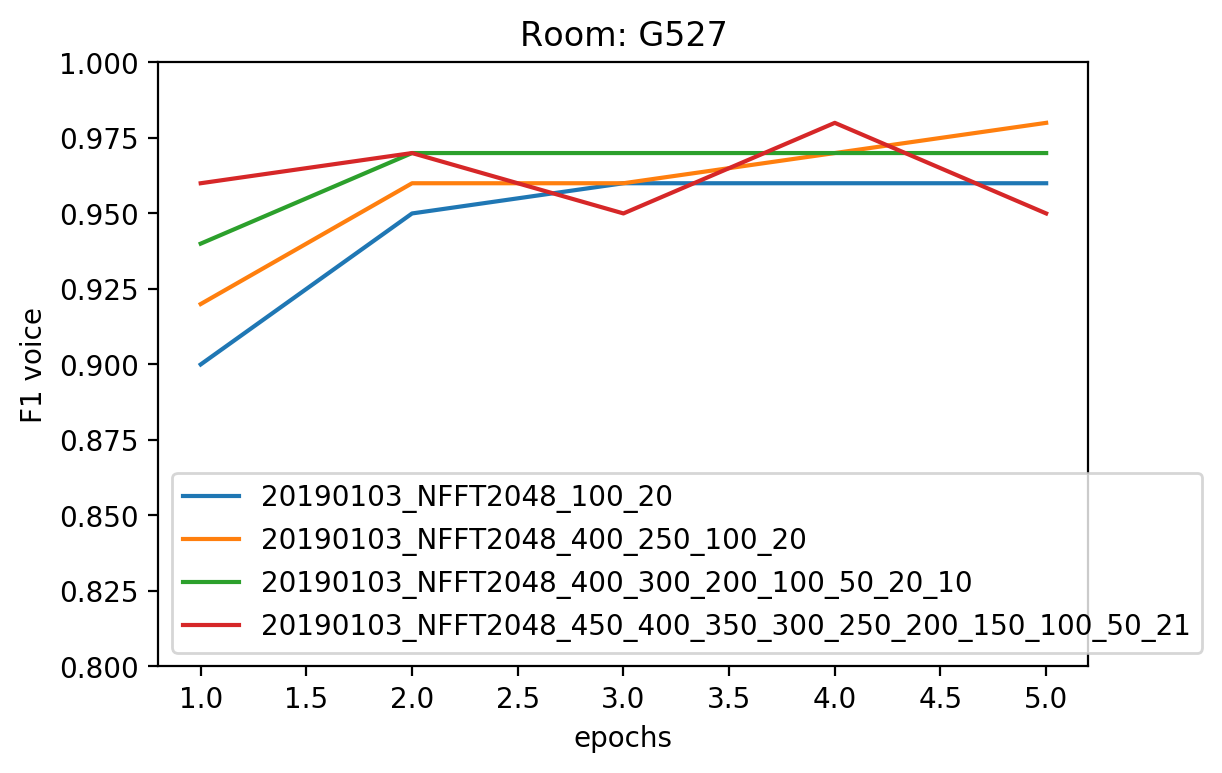 Room: G527
1.000
0.975
0.950
0.925
0.900
0.875
0.850
0.825
0.800
F1 voice
20190103_NFFT2048_100_20
20190103_NFFT2048_400_250_100_20
20190103_NFFT2048_400_300_200_100_50_20_10
20190103_NFFT2048_450_400_350_300_250_200_150_100_50_21
1.0 1.5 2.0 2.5 3.0 3.5 4.0 4.5 5.0
epochs